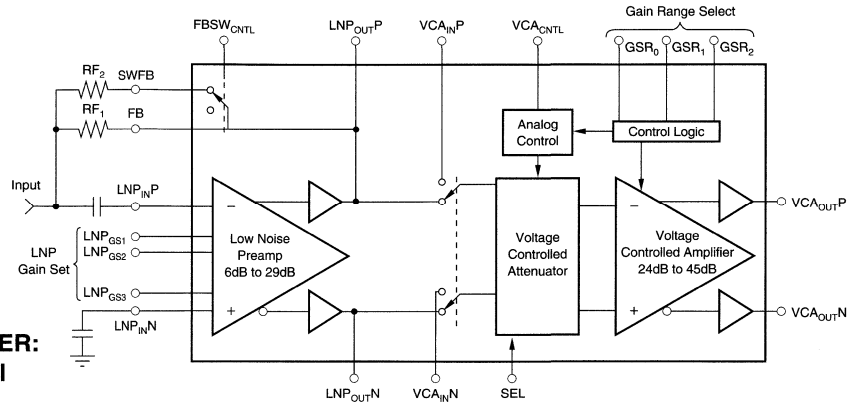 Gain Range Select
FBSW_CNTL
LNP_OUTP
VCA_INP
VCA_CNTL
GSR_0
GSR_1
GSR_2
RF_2
SWFB
RF_1
FB
Analog
Control
Control Logic
Input
LNP_INP
LNP
Gain Set
LNP_GS1
LNP_GS2
LNP_GS3
LNP_INN
−
Low Noise
Preamp
6dB to 29dB
+
Voltage
Controlled
Attenuator
−
Voltage
Controlled Amplifier
24dB to 45dB
+
VCA_OUTP
VCA_OUTN
ER:
LNP_OUTN
VCA_INN
SEL